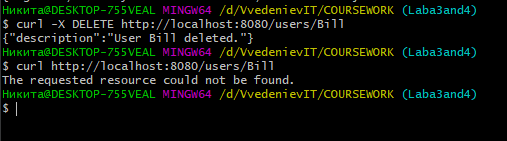 Никита@DESKTOP-755VEAL MINGW64 /d/VvedenievIT/COURSEWORK (Laba3and4)
$ curl -X DELETE http://localhost:8080/users/Bill
{"description":"User Bill deleted."}
Никита@DESKTOP-755VEAL MINGW64 /d/VvedenievIT/COURSEWORK (Laba3and4)
$ curl http://localhost:8080/users/Bill
The requested resource could not be found.
Никита@DESKTOP-755VEAL MINGW64 /d/VvedenievIT/COURSEWORK (Laba3and4)
$